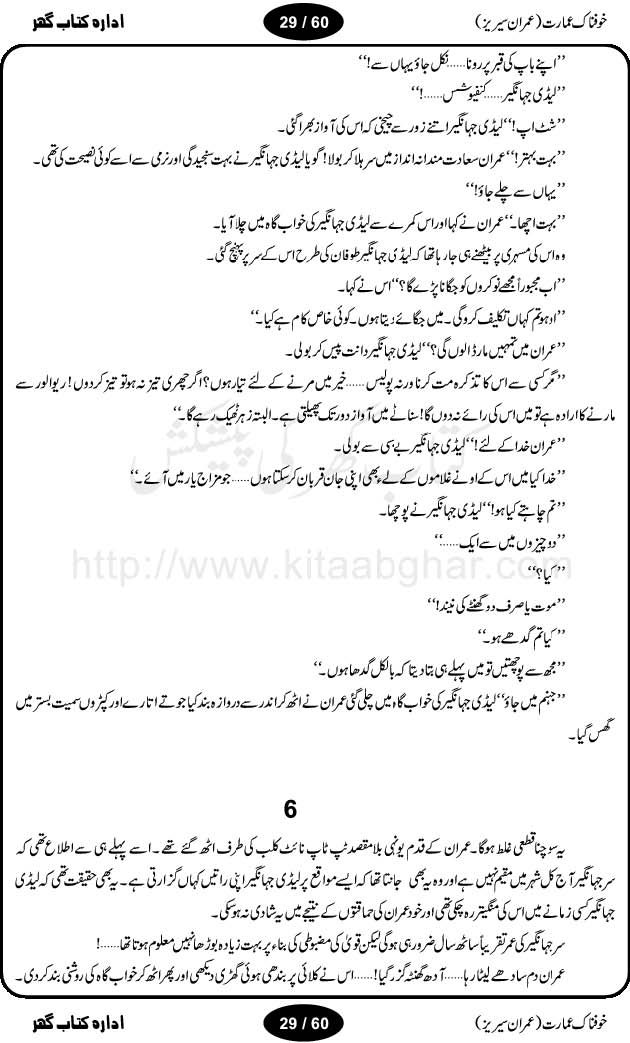 خوفناک عمارت (عمران سیریز)
29 / 60
ادارہ کتاب گھر
’’اپنے باپ کی قبر پر رونا......نکل جاؤ یہاں سے!‘‘
’’لیڈی جہانگیر......کنفیوشس......!‘‘
’’شٹ اپ!‘‘ لیڈی جہانگیر اتنے زور سے چیخی کہ اس کی آواز بھرا گئی۔
’’بہت بہتر!‘‘ عمران سعادت مندانہ انداز میں سر ہلا کر بولا! گویا لیڈی جہانگیر نے بہت سنجیدگی اور نرمی سے اسے کوئی نصیحت کی تھی۔
’’یہاں سے چلے جاؤ!‘‘
’’بہت اچھا۔‘‘ عمران نے کہا اور اس کمرے سے لیڈی جہانگیر کی خواب گاہ میں چلا آیا۔
وہ اس کی مسہری پر بیٹھنے ہی جا رہا تھا کہ لیڈی جہانگیر طوفان کی طرح اس کے سر پر پہنچ گئی۔
’’اب مجبوراً مجھے نوکروں کو جگانا پڑے گا؟‘‘ اس نے کہا۔
’’ادہو تم کہاں تکلیف کرو گی۔ میں جگائے دیتا ہوں۔ کوئی خاص کام ہے کیا۔‘‘
’’عمران میں تمہیں مار ڈالوں گی؟‘‘ لیڈی جہانگیر دانت پیس کر بولی۔
’’مگر کسی سے اس کا تذکرہ مت کرنا ورنہ پولیس......خیر میں مرنے کے لئے تیار ہوں؟ اگر چھری تیز نہ ہو تو تیز کر دوں! ریوالور سے
مارنے کا ارادہ ہے تو میں اس کی رائے نہ دوں گا! سناٹے میں آواز دور تک پھیلتی ہے۔ البتہ زہر ٹھیک رہے گا۔‘‘
’’عمران خدا کے لئے!‘‘ لیڈی جہانگیر بے بسی سے بولی۔
’’خدا کیا میں اس کے اونے غلاموں کے لئے بھی اپنی جان قربان کر سکتا ہوں......جو مزاج یار میں آئے۔‘‘
’’تم چاہتے کیا ہو!‘‘ لیڈی جہانگیر نے پوچھا۔
’’دو چیزوں میں سے ایک......‘‘
’’کیا؟‘‘
’’موت یا صرف دو گھنٹے کی نیند!‘‘
’’کیا تم گدھے ہو۔‘‘
’’مجھ سے پوچھتیں تو میں پہلے ہی بتا دیتا کہ بالکل گدھا ہوں۔‘‘
’’جہنم میں جاؤ‘‘ لیڈی جہانگیر کی خواب گاہ میں چلی گئی عمران نے اٹھ کر اندر سے دروازہ بند کیا جوتے اتارے اور کپڑوں سمیت بستر میں
گھس گیا۔
6
یہ سوچنا قطعی غلط ہوگا۔ عمران کے قدم یونہی بلا مقصد ٹپ ٹاپ نائٹ کلب کی طرف اٹھ گئے تھے۔ اسے پہلے ہی سے اطلاع تھی کہ
سر جہانگیر آج کل شہر میں مقیم نہیں ہے اور وہ یہ بھی جانتا تھا کہ ایسے مواقع پر لیڈی جہانگیر اپنی راتیں کہاں گزارتی ہے۔ یہ بھی حقیقت تھی کہ لیڈی
جہانگیر کسی زمانے میں اس کی منگیتر رہ چکی تھی اور خود عمران کی حماقتوں کے نتیجے میں یہ شادی نہ ہو سکی۔
سر جہانگیر کی عمر تقریباً ساٹھ سال ضرور رہی ہو گی لیکن قویٰ کی مضبوطی کی بناء پر بہت زیادہ بوڑھا نہیں معلوم ہوتا تھا......!
عمران دم سادھے لیٹا رہا......آدھ گھنٹہ گزر گیا!......اس نے کلائی پر بندھی ہوئی گھڑی دیکھی اور پھر اٹھ کر خواب گاہ کی روشنی بند کر دی۔
کتاب گھر کی پیشکش
http://www.kitaabghar.com
خوفناک عمارت (عمران سیریز)
29 / 60
ادارہ کتاب گھر